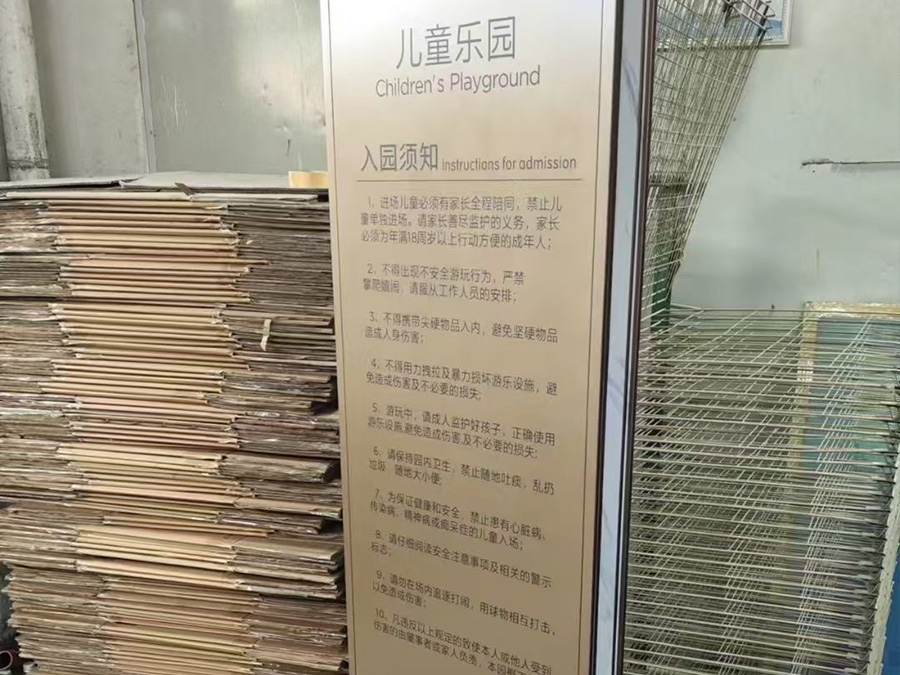 儿童乐园
Children's Playground
入园须知 Instructions for admission
1、进场儿童必须有家长全程陪同，禁止儿
童单独进场。请家长善尽监护的义务，家长
必须为年满18周岁以上行动方便的成年人；
2、不得出现不安全游玩行为，严禁
攀爬嬉闹，请服从工作人员的安排；
3、不得携带尖硬物品入内，避免坚硬物品
造成人身伤害；
4、不得用力拽拉及暴力损坏游乐设施，避
免造成伤害及不必要的损失；
5、游玩中，请成人监护好孩子，正确使用
游乐设施,避免造成伤害,及不必要的损失；
6、请保持园内卫生，禁止随地吐痰，乱扔
垃圾，随地大小便；
7、为保证健康和安全，禁止患有心脏病、
传染病、精神病或痴呆症的儿童入场；
8、请仔细阅读安全注意事项及相关的警示
标志；
9、请勿在场内追逐打闹，用球物相互打击，
以免造成伤害；
10、凡违反以上规定的致使本人或他人受到
伤害的由肇事者或家人负责，本园概